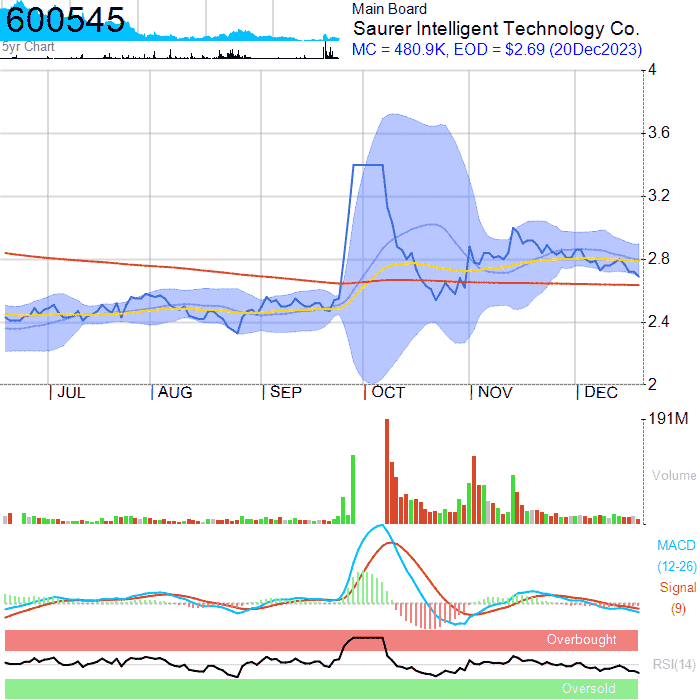 600545
5yr Chart
Main Board
Saurer Intelligent Technology Co.
MC = 480.9K, EOD = $2.69 (20Dec2023)
4
3.6
3.2
2.8
2.4
2
JUL
AUG
SEP
OCT
NOV
DEC
191M
Volume
MACD
(12-26)
Signal
(9)
Overbought
RSI(14)
Oversold